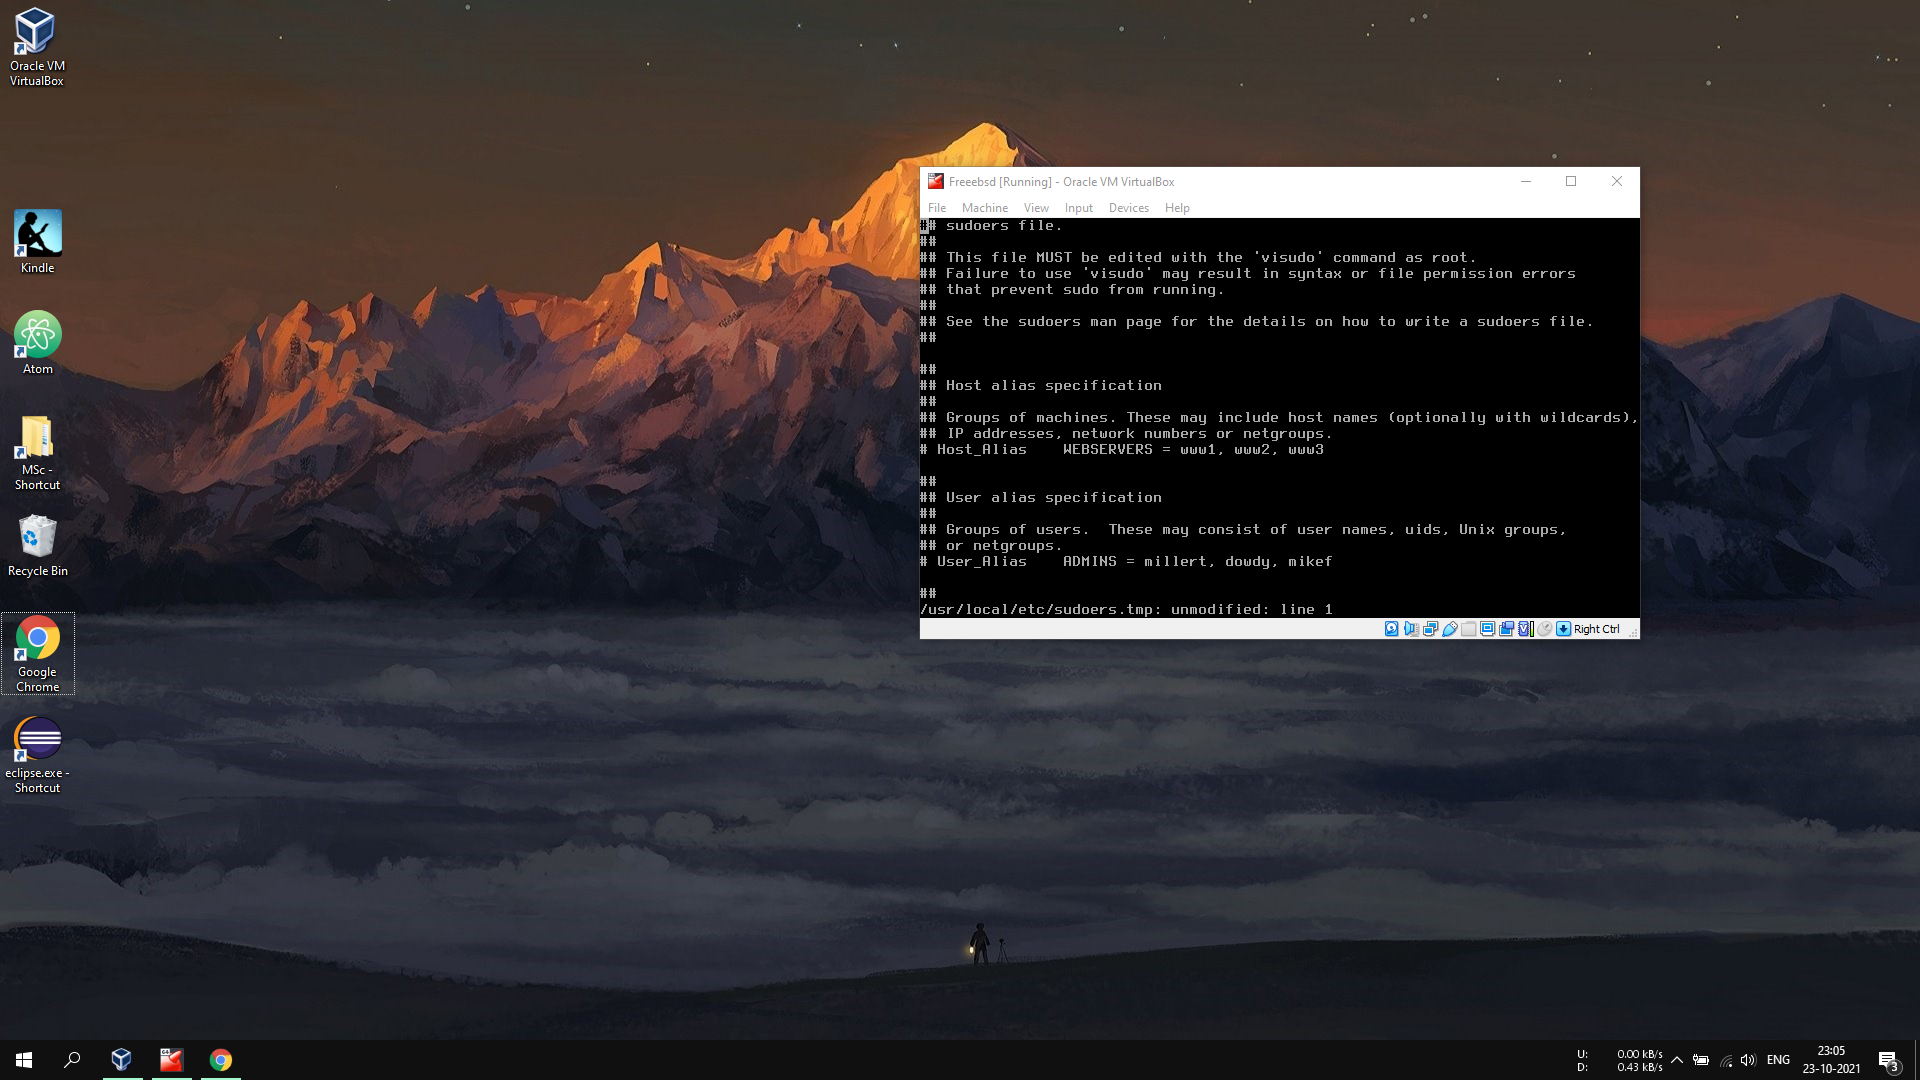 Oracle VM
VirtualBox
Kindle
Atom
MSc -
Shortcut
Recycle Bin
Google
Chrome
eclipse.exe -
Shortcut
Freeebsd [Running] - Oracle VM VirtualBox
File Machine View Input Devices Help
## sudoers file.
##
## This file MUST be edited with the 'visudo' command as root.
## Failure to use 'visudo' may result in syntax or file permission errors
## that prevent sudo from running.
##
## See the sudoers man page for the details on how to write a sudoers file.
##
##
## Host alias specification
##
## Groups of machines. These may include host names (optionally with wildcards),
## IP addresses, network numbers or netgroups.
# Host_Alias    WEBSERVERS = www1, www2, www3
##
## User alias specification
##
## Groups of users.  These may consist of user names, uids, Unix groups,
## or netgroups.
# User_Alias    ADMINS = millert, dowdy, mikef
##
/usr/local/etc/sudoers.tmp: unmodified: line 1
Right Ctrl
U: 0.00 kB/s
D: 0.43 kB/s
ENG
23:05
23-10-2021
3